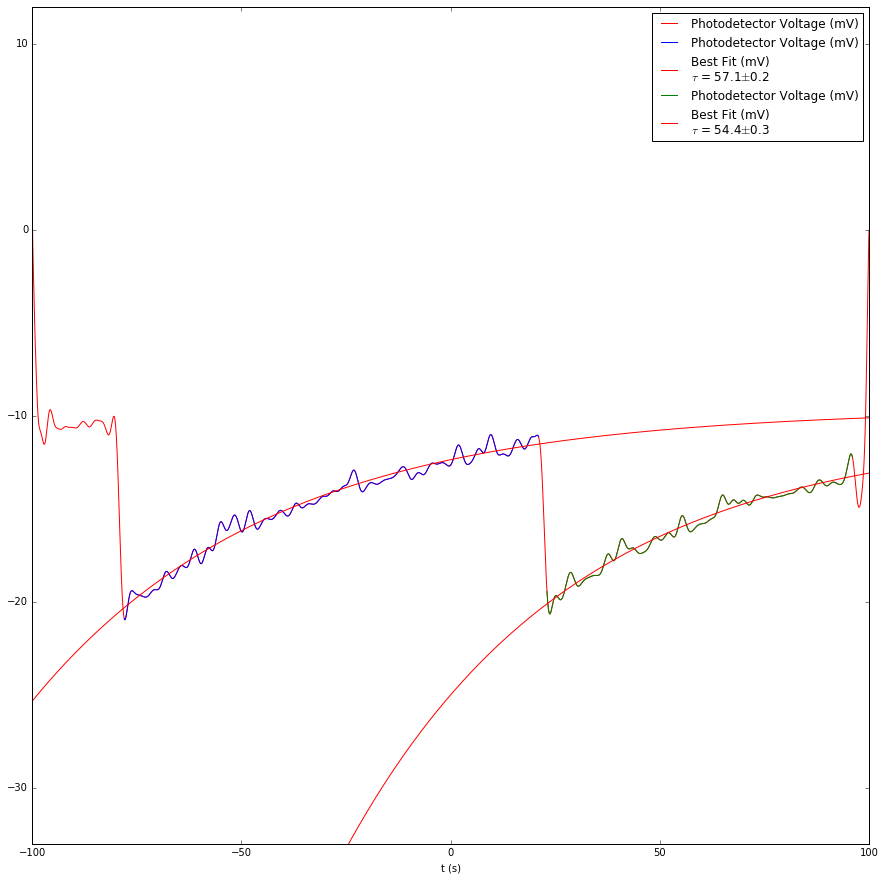 Photodetector Voltage (mV)
Photodetector Voltage (mV)
Best Fit (mV)
τ = 57.1±0.2
Photodetector Voltage (mV)
Best Fit (mV)
τ = 54.4±0.3
10
0
−10
−20
−30
−100
−50
0
50
100
t (s)